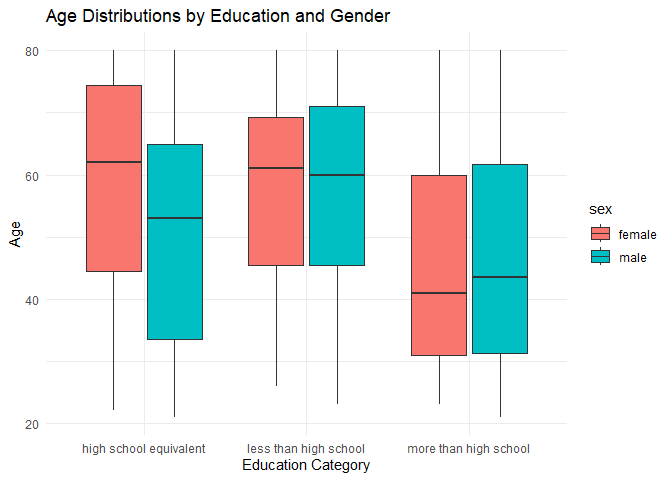 Age Distributions by Education and Gender
80
60
40
20
Age
high school equivalent
less than high school
more than high school
Education Category
sex
female
male